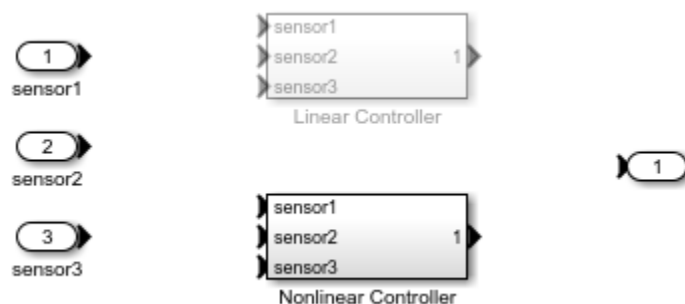 1
sensor1
2
sensor2
3
sensor3
sensor1
sensor2
sensor3
1
Linear Controller
sensor1
sensor2
sensor3
1
Nonlinear Controller
1